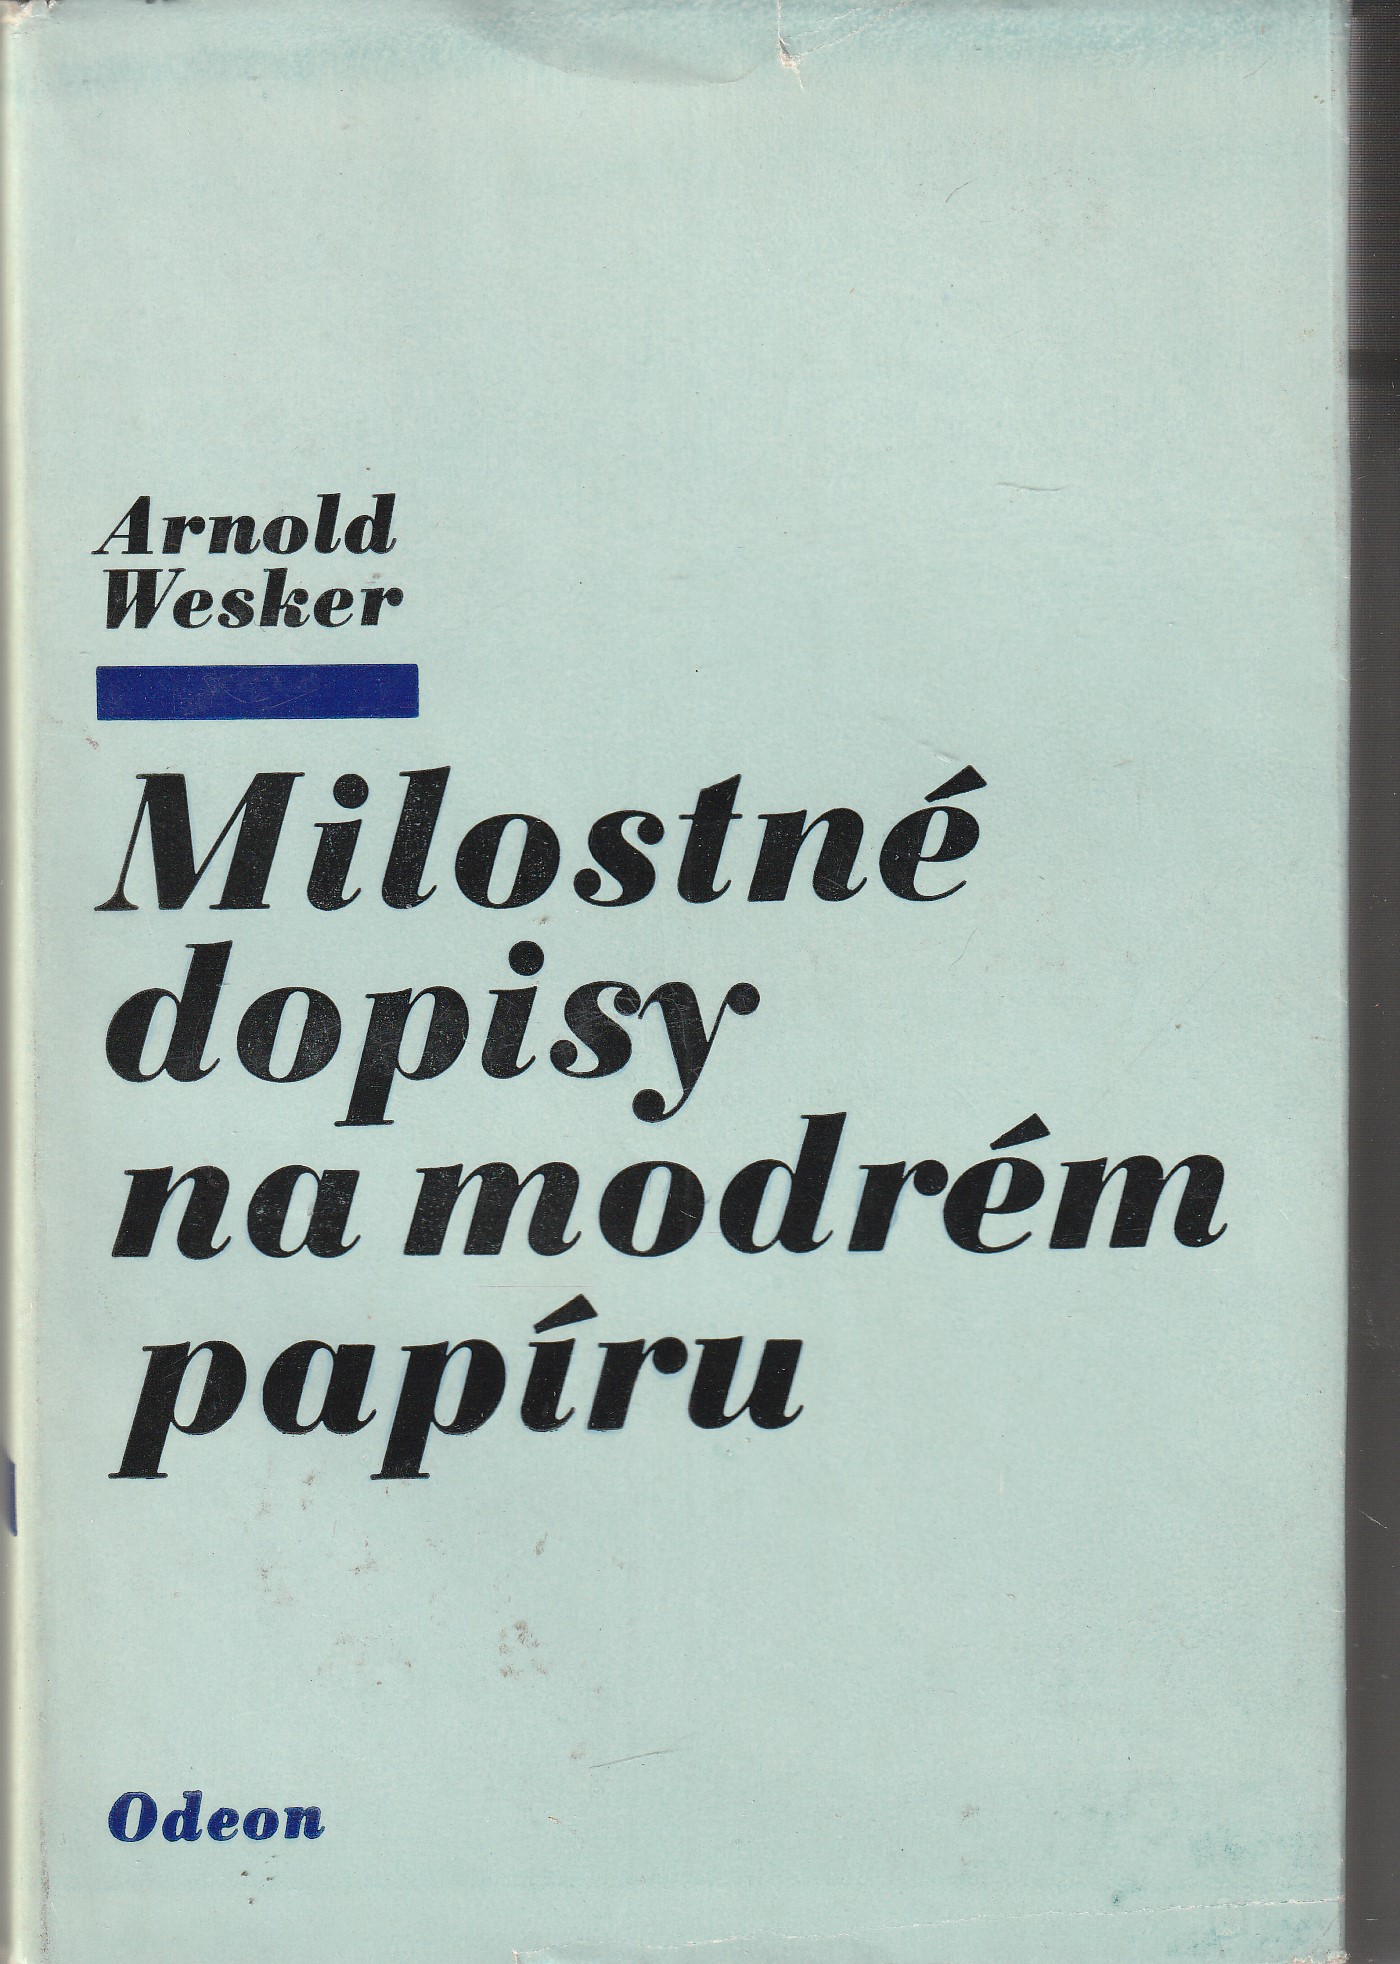 Arnold
Wesker
Milostné
dopisy
na modrém
papíru
Odeon